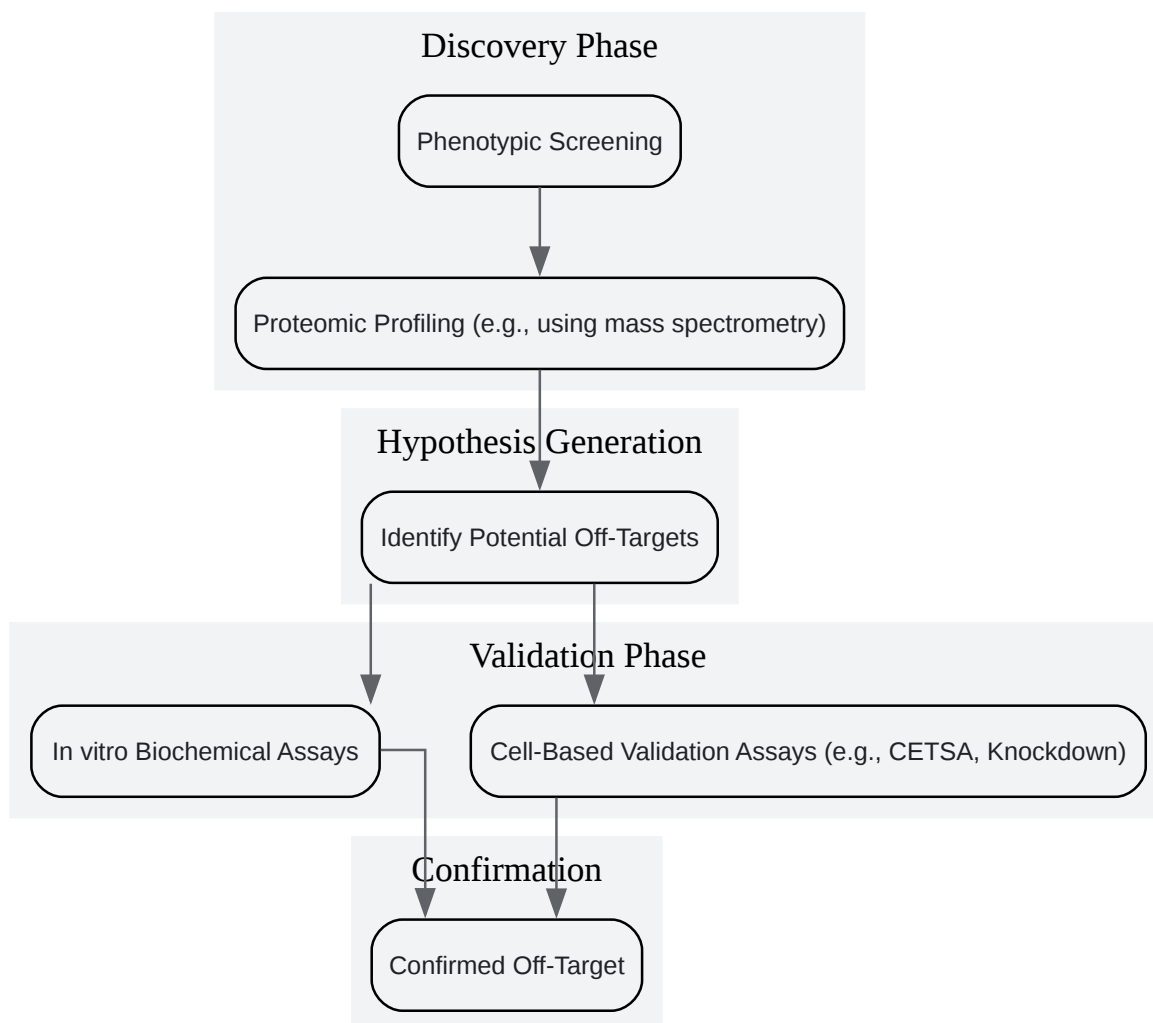 Discovery Phase
Phenotypic Screening
Proteomic Profiling (e.g., using mass spectrometry)
Hypothesis Generation
Identify Potential Off-Targets
Validation Phase
In vitro Biochemical Assays
Cell-Based Validation Assays (e.g., CETSA, Knockdown)
Confirmation
Confirmed Off-Target